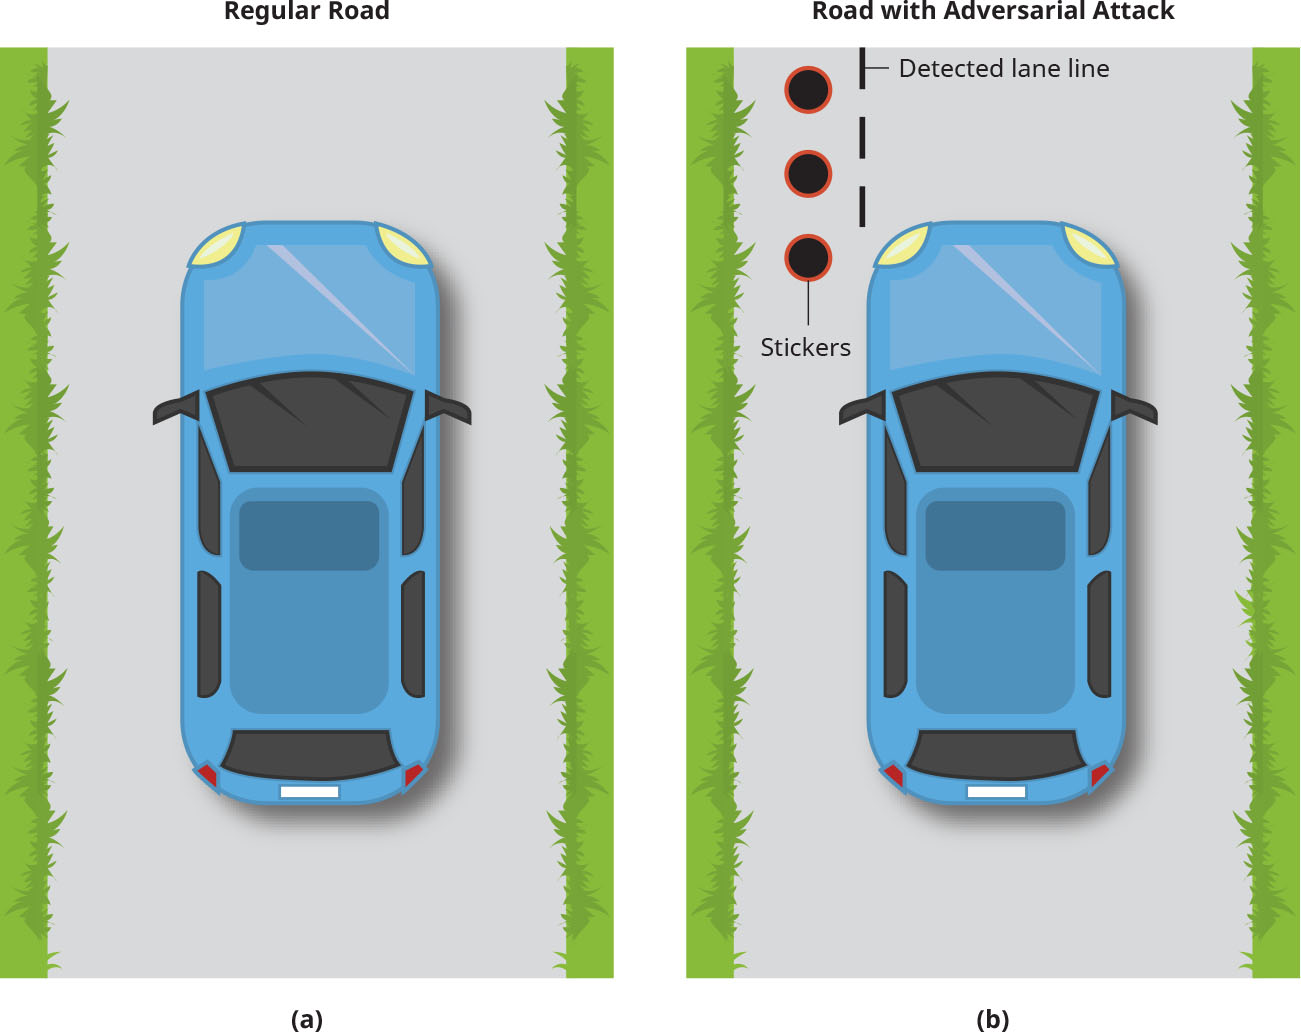 Regular Road
Road with Adversarial Attack
Detected lane line
Stickers
(a)
(b)